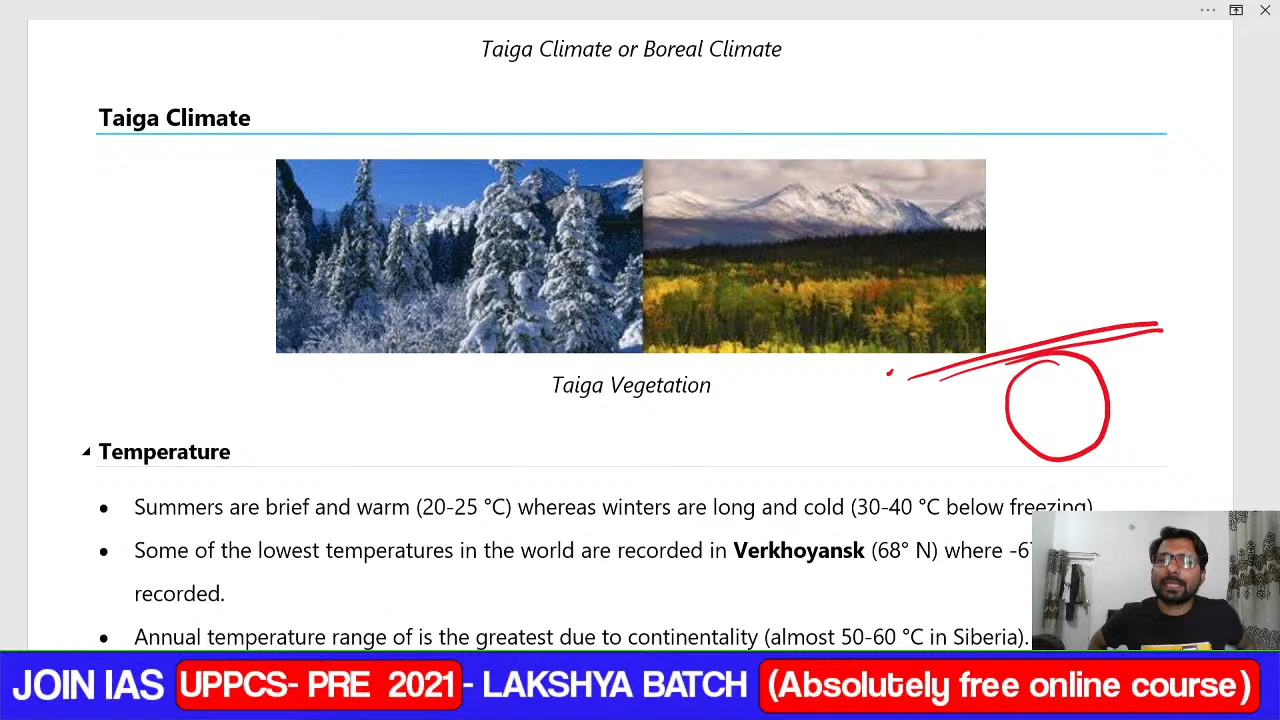 Taiga Climate or Boreal Climate
Taiga Climate
Taiga Vegetation
Temperature
• Summers are brief and warm (20-25 °C) whereas winters are long and cold (30-40 °C below freezing)
• Some of the lowest temperatures in the world are recorded in Verkhoyansk (68° N) where
recorded.
• Annual temperature range of is the greatest due to continentality (almost 50-60 °C in Siberia).
JOIN IAS UPPCS- PRE 2021 - LAKSHYA BATCH (Absolutely free online course)